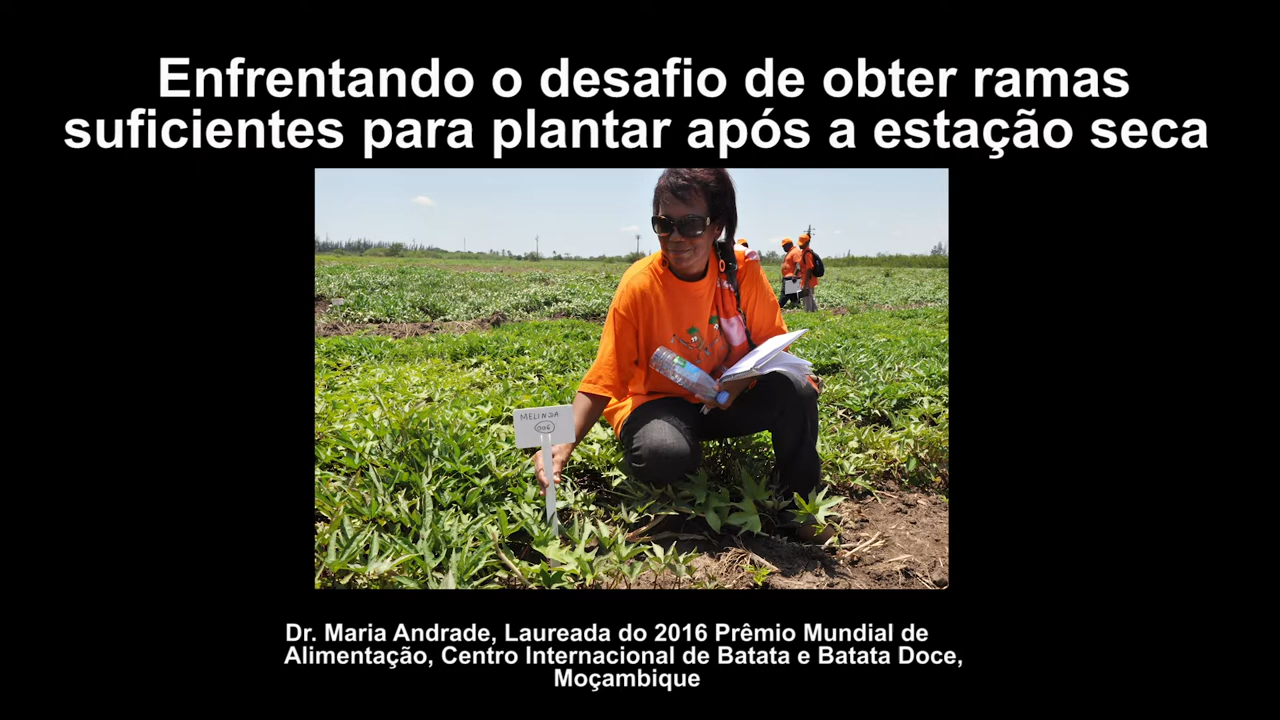 Enfrentando o desafio de obter ramas
suficientes para plantar após a estação seca
MELINDA
006
Dr. Maria Andrade, Laureada do 2016 Prêmio Mundial de
Alimentação, Centro Internacional de Batata e Batata Doce,
Moçambique